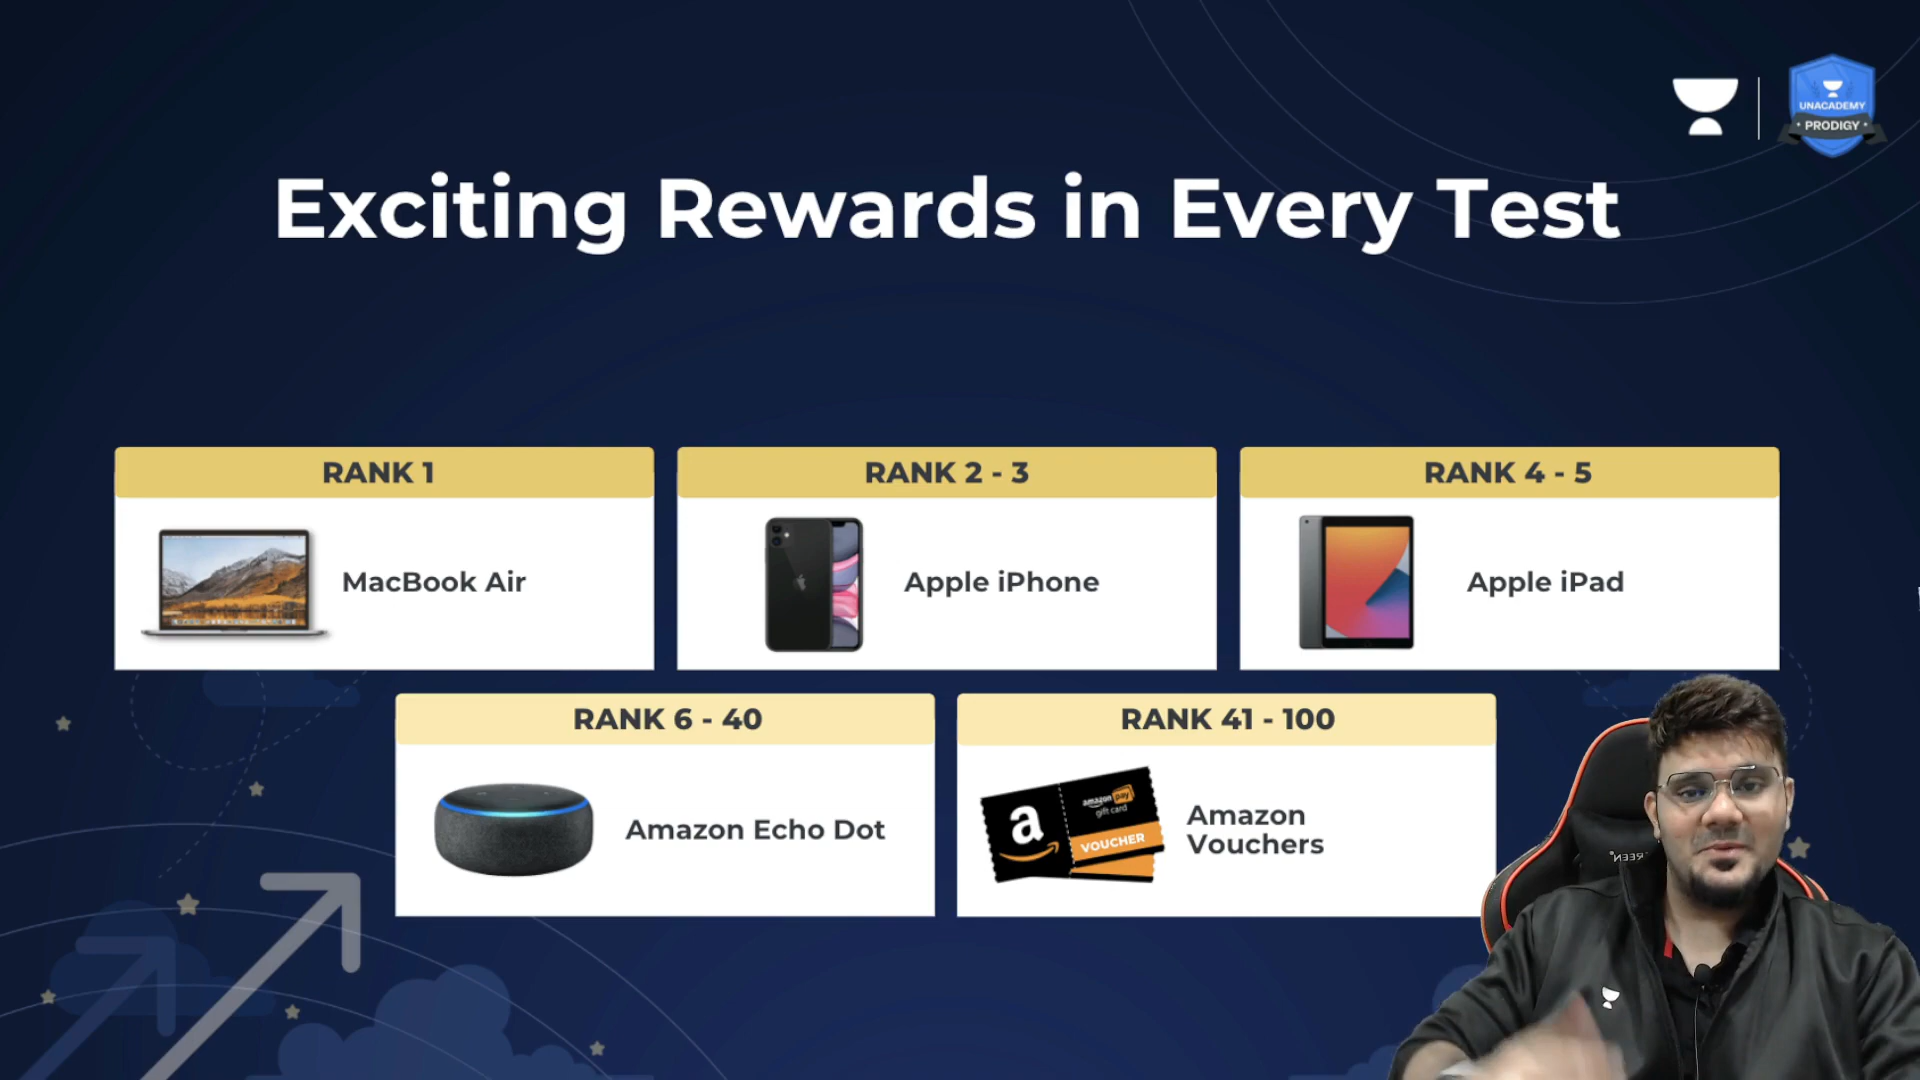 UNACADEMY
• PRODIGY •
Exciting Rewards in Every Test
RANK 1
MacBook Air
RANK 2 - 3
Apple iPhone
RANK 4 - 5
Apple iPad
RANK 6 - 40
Amazon Echo Dot
RANK 41 - 100
a
amazon pay
gift card
VOUCHER
Amazon
Vouchers